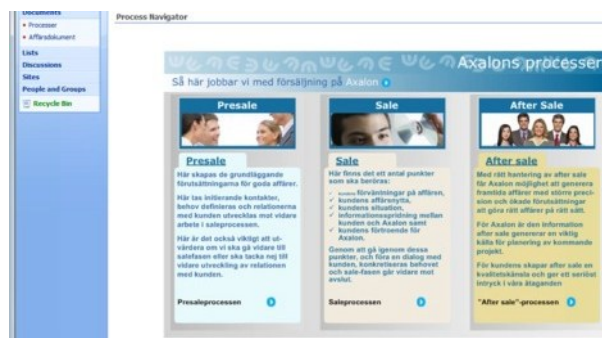 Documents
Processer
Affärsdokument
Lists
Discussions
Sites
People and Groups
Recycle Bin
Process Navigator
Axalons processer
Så här jobbar vi med försäljning på Axalon
Presale
Presale
Här skapas de grundläggande
förutsättningarna för goda affärer.
Här tas initierande kontakter,
behov definieras och relationerna
med kunden utvecklas mot vidare
arbete i saleprocessen.
Här är det också viktigt att ut-
värdera om vi ska gå vidare till
salefasen eller ska tacka nej till
vidare utveckling av relationen
med kunden.
Presaleprocessen
Sale
Sale
Här finns det ett antal punkter
som ska beröras:
kundens förväntningar på affären,
kundens affärsnytta,
kundens situation,
informationsspridning mellan
kunden och Axalon samt
kundens förtroende för
Axalon.
Genom att gå igenom dessa
punkter, och föra en dialog med
kunden, konkretiseras behovet
och sale-fasen går vidare mot
avslut.
Saleprocessen
After Sale
After sale
Med rätt hantering av after sale
får Axalon möjlighet att generera
framtida affärer med större preci-
sion och ökade förutsättningar
att göra rätt affärer på rätt sätt.
För Axalon är den information
after sale genererar en viktig
källa för planering av kommande
projekt.
För kundens skapar after sale en
kvalitetskänsla och ger ett seriöst
intryck i våra åtaganden
"After sale"-processen